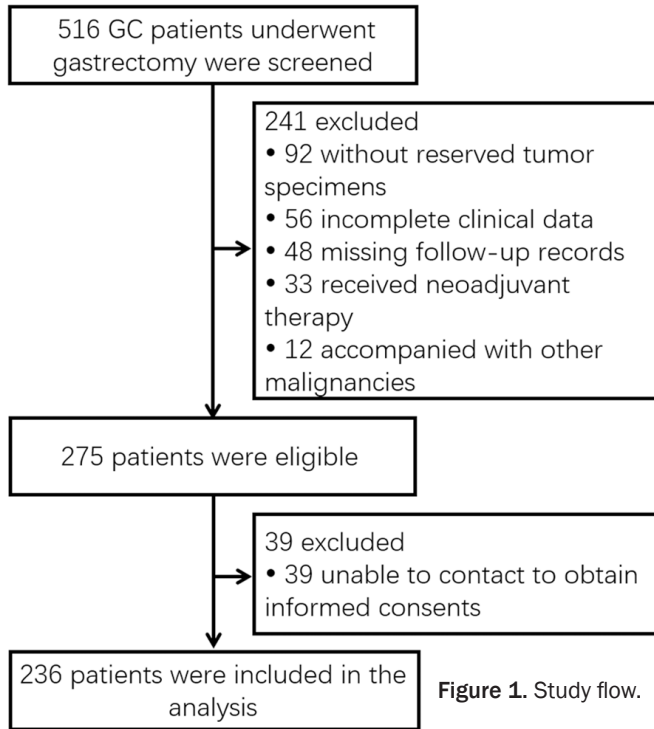 516 GC patients underwent
gastrectomy were screened
241 excluded
• 92 without reserved tumor
specimens
• 56 incomplete clinical data
• 48 missing follow-up records
• 33 received neoadjuvant
therapy
• 12 accompanied with other
malignancies
275 patients were eligible
39 excluded
• 39 unable to contact to obtain
informed consents
236 patients were included in the
analysis
Figure 1. Study flow.